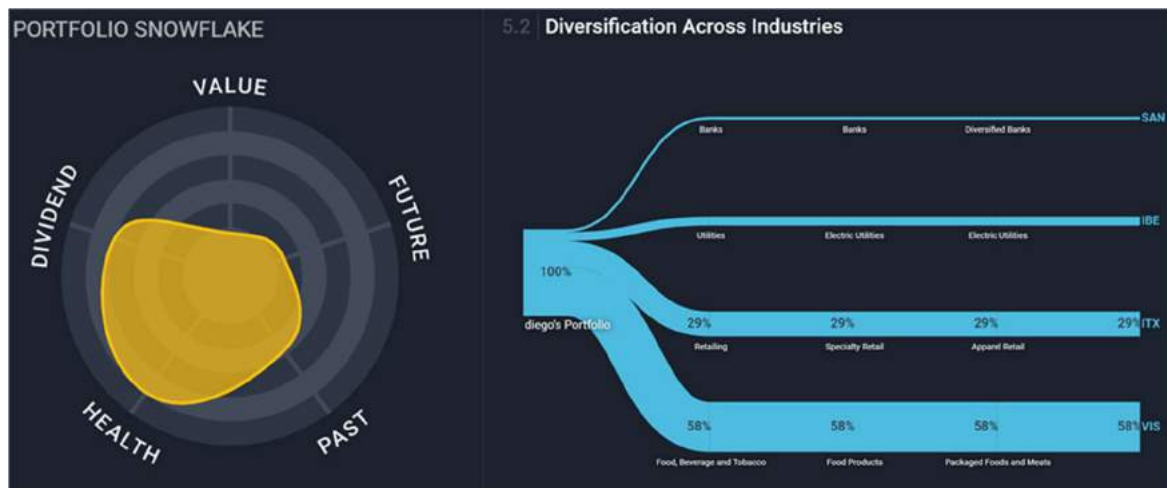 PORTFOLIO SNOWFLAKE
VALUE
FUTURE
PAST
HEALTH
DIVIDEND
5.2 Diversification Across Industries
SAN
Banks Banks Diversified Banks
IBE
Utilities Electric Utilities Electric Utilities
100%
diego's Portfolio
29% 29% 29% 29% ITX
Retailing Specialty Retail Apparel Retail
58% 58% 58% 58% VIS
Food, Beverage and Tobacco Food Products Packaged Foods and Meats